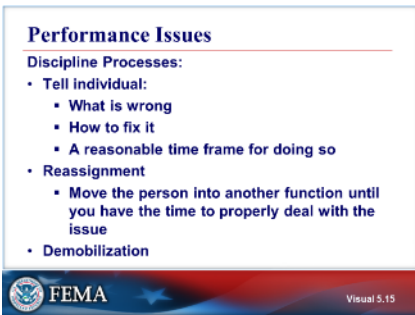 Performance Issues
Discipline Processes:
• Tell individual:
▪ What is wrong
▪ How to fix it
▪ A reasonable time frame for doing so
• Reassignment
▪ Move the person into another function until
you have the time to properly deal with the
issue
• Demobilization
FEMA
Visual 5.15